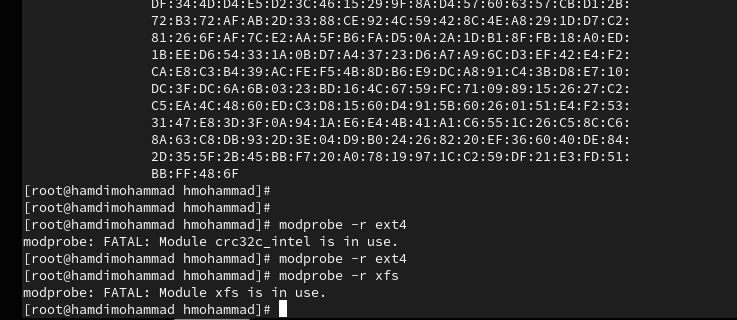 DF:34:4D:D4:E5:D2:3C:46:15:29:9F:8A:D4:57:60:63:57:CB:D1:2B:
72:B3:72:AF:AB:2D:33:88:CE:92:4C:59:42:8C:4E:A8:29:1D:D7:C2:
81:26:6F:AF:7C:E2:AA:5F:B6:FA:D5:0A:2A:1D:B1:8F:FB:18:A0:ED:
1B:EE:D6:54:33:1A:0B:D7:A4:37:23:D6:A7:A9:6C:D3:EF:42:E4:F2:
CA:E8:C3:B4:39:AC:FE:F5:4B:8D:B6:E9:DC:A8:91:C4:3B:D8:E7:10:
DC:3F:DC:6A:6B:03:23:BD:16:4C:67:59:FC:71:09:89:15:26:27:C2:
C5:EA:4C:48:60:ED:C3:D8:15:60:D4:91:5B:60:26:01:51:E4:F2:53:
31:47:E8:3D:3F:0A:94:1A:E6:E4:4B:41:A1:C6:55:1C:26:C5:8C:C6:
8A:63:C8:DB:93:2D:3E:04:D9:B0:24:26:82:20:EF:36:60:40:DE:84:
2D:35:5F:2B:45:BB:F7:20:A0:78:19:97:1C:C2:59:DF:21:E3:FD:51:
BB:FF:48:6F
[root@hamdimohammad hmohammad]#
[root@hamdimohammad hmohammad]#
[root@hamdimohammad hmohammad]# modprobe -r ext4
modprobe: FATAL: Module crc32c_intel is in use.
[root@hamdimohammad hmohammad]# modprobe -r ext4
[root@hamdimohammad hmohammad]# modprobe -r xfs
modprobe: FATAL: Module xfs is in use.
[root@hamdimohammad hmohammad]#